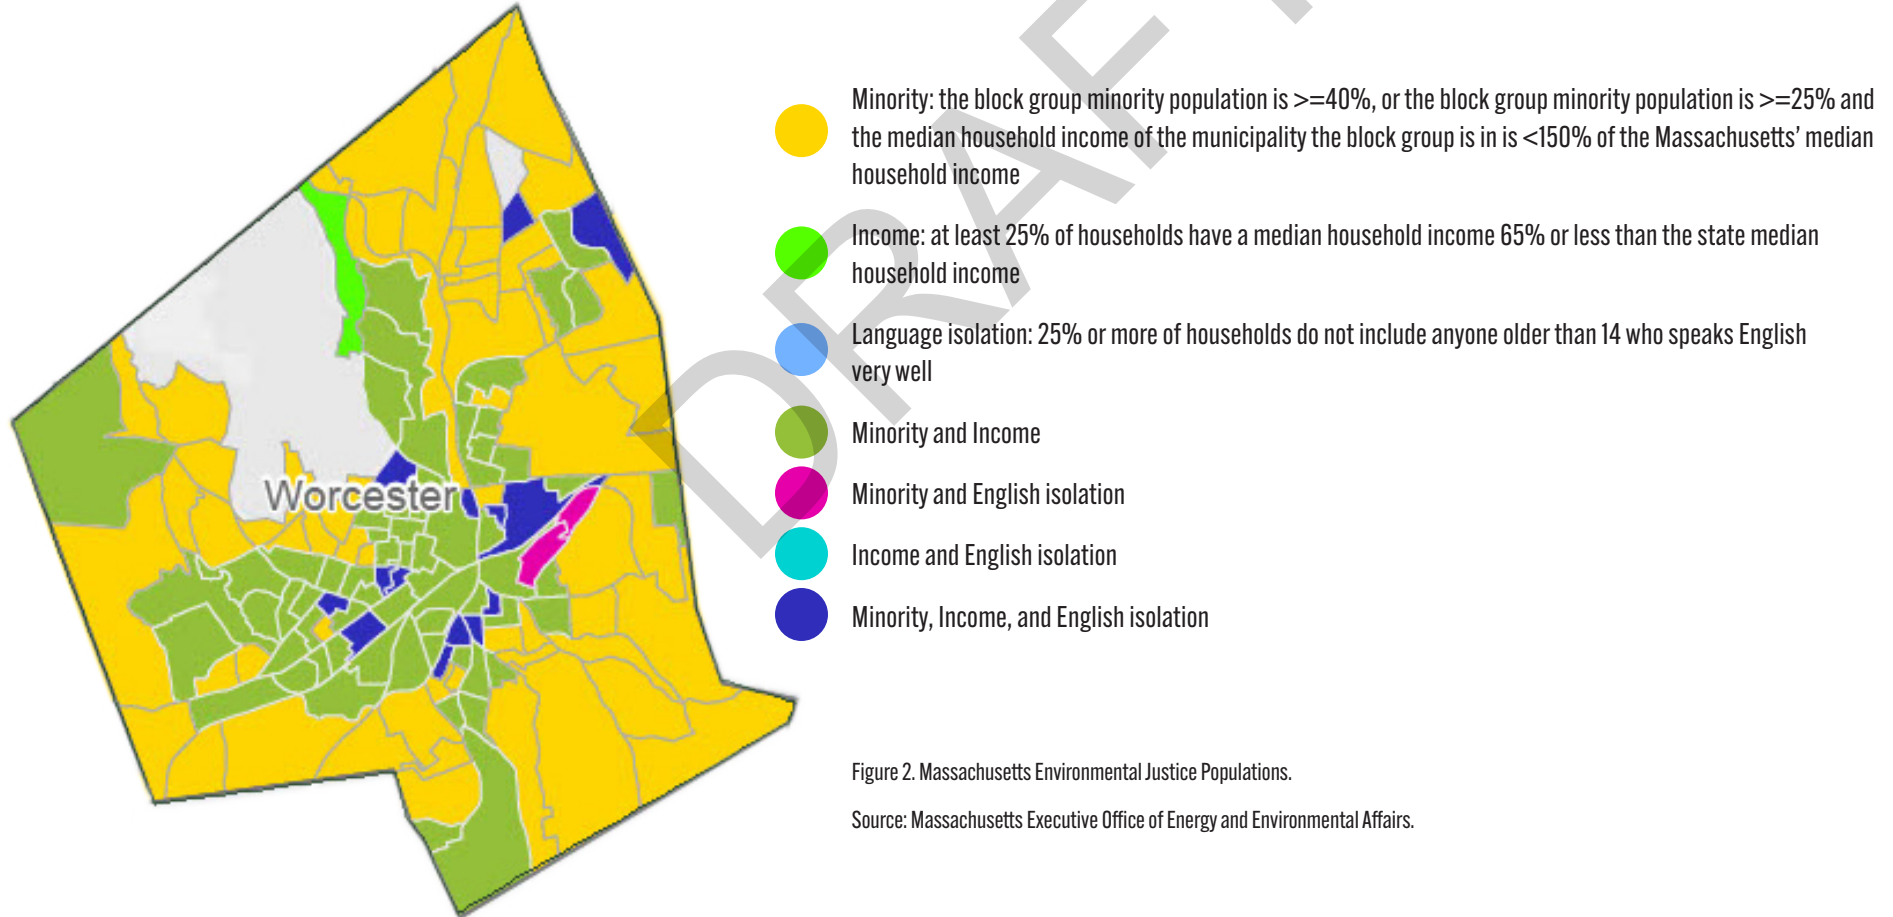 DRAFT
Minority: the block group minority population is >=40%, or the block group minority population is >=25% and
the median household income of the municipality the block group is in is <150% of the Massachusetts’ median
household income
Income: at least 25% of households have a median household income 65% or less than the state median
household income
Language isolation: 25% or more of households do not include anyone older than 14 who speaks English
very well
Minority and Income
Worcester
Minority and English isolation
Income and English isolation
Minority, Income, and English isolation
Figure 2. Massachusetts Environmental Justice Populations.
Source: Massachusetts Executive Office of Energy and Environmental Affairs.